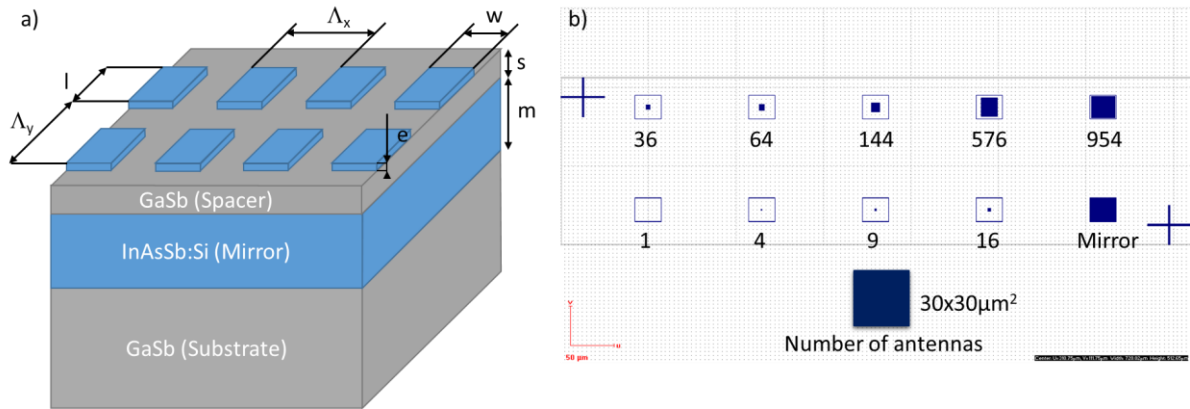 a)
Λx
w
l
s
m
Λy
e
GaSb (Spacer)
InAsSb:Si (Mirror)
GaSb (Substrate)
b)
36 64 144 576 954
1 4 9 16 Mirror
30x30µm²
Number of antennas
50 µm